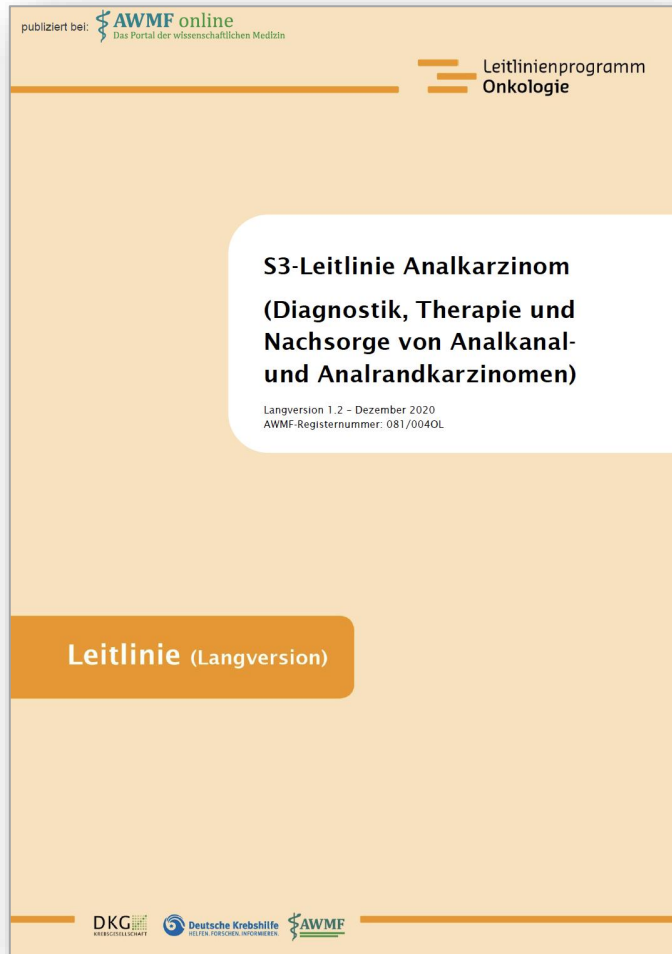 publiziert bei:
AWMF online
Das Portal der wissenschaftlichen Medizin
Leitlinienprogramm
Onkologie
S3-Leitlinie Analkarzinom
(Diagnostik, Therapie und
Nachsorge von Analkanal-
und Analrandkarzinomen)
Langversion 1.2 – Dezember 2020
AWMF-Registernummer: 081/004OL
Leitlinie (Langversion)
DKG
KREBSGESELLSCHAFT
Deutsche Krebshilfe
HELFEN. FORSCHEN. INFORMIEREN.
AWMF